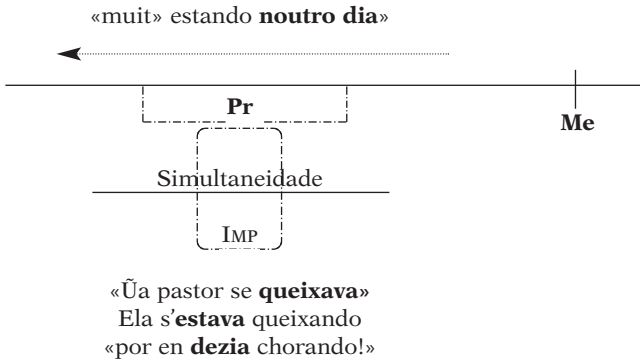 «muit» estando noutro dia»
Pr
Me
Simultaneidade
IMP
«Ũa pastor se queixava»
Ela s’estava queixando
«por en dezia chorando!»